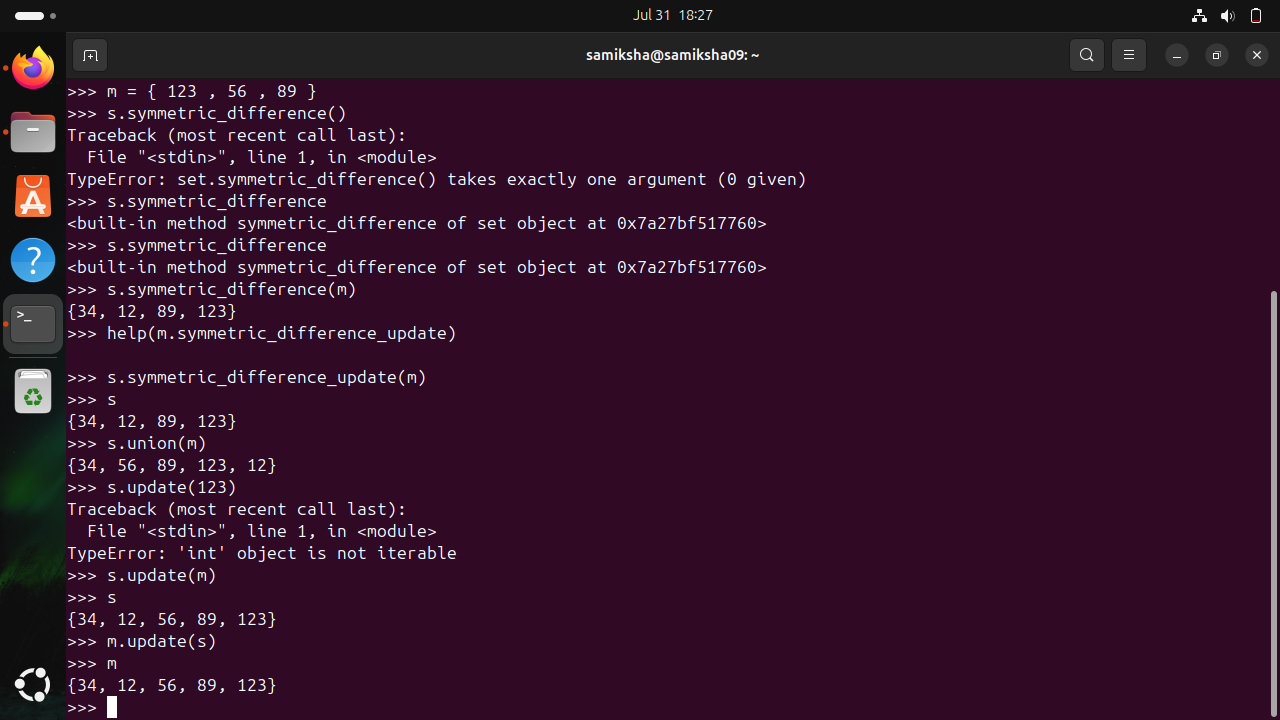 Jul 31 18:27
samiksha@samiksha09: ~
>>> m = { 123 , 56 , 89 }
>>> s.symmetric_difference()
Traceback (most recent call last):
  File "<stdin>", line 1, in <module>
TypeError: set.symmetric_difference() takes exactly one argument (0 given)
>>> s.symmetric_difference
<built-in method symmetric_difference of set object at 0x7a27bf517760>
>>> s.symmetric_difference
<built-in method symmetric_difference of set object at 0x7a27bf517760>
>>> s.symmetric_difference(m)
{34, 12, 89, 123}
>>> help(m.symmetric_difference_update)

>>> s.symmetric_difference_update(m)
>>> s
{34, 12, 89, 123}
>>> s.union(m)
{34, 56, 89, 123, 12}
>>> s.update(123)
Traceback (most recent call last):
  File "<stdin>", line 1, in <module>
TypeError: 'int' object is not iterable
>>> s.update(m)
>>> s
{34, 12, 56, 89, 123}
>>> m.update(s)
>>> m
{34, 12, 56, 89, 123}
>>>